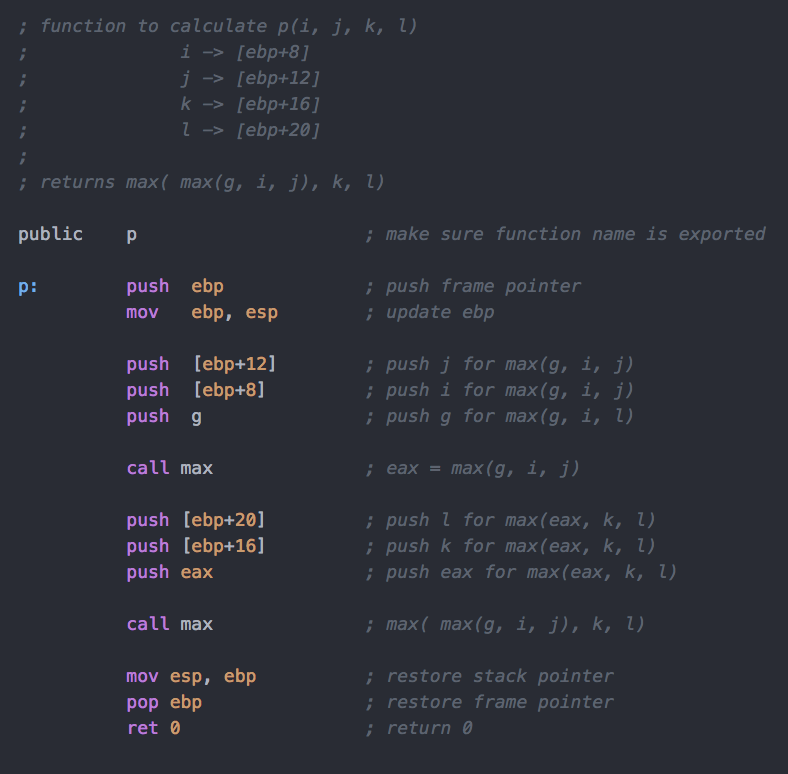 ; function to calculate p(i, j, k, l)
;              i -> [ebp+8]
;              j -> [ebp+12]
;              k -> [ebp+16]
;              l -> [ebp+20]
;
; returns max( max(g, i, j), k, l)
public    p                     ; make sure function name is exported
p:        push  ebp             ; push frame pointer
          mov   ebp, esp        ; update ebp
          push  [ebp+12]        ; push j for max(g, i, j)
          push  [ebp+8]         ; push i for max(g, i, j)
          push  g               ; push g for max(g, i, l)
          call max              ; eax = max(g, i, j)
          push [ebp+20]         ; push l for max(eax, k, l)
          push [ebp+16]         ; push k for max(eax, k, l)
          push eax              ; push eax for max(eax, k, l)
          call max              ; max( max(g, i, j), k, l)
          mov esp, ebp          ; restore stack pointer
          pop ebp               ; restore frame pointer
          ret 0                 ; return 0